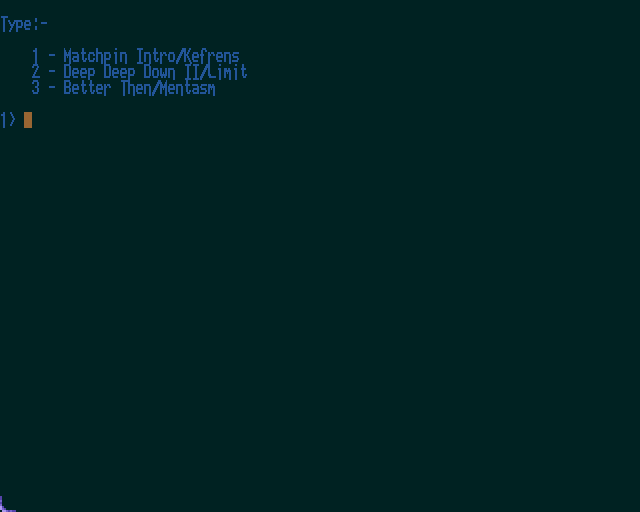 Type:-
1 - Matchpin Intro/Kefrens
2 - Deep Deep Down II/Limit
3 - Better Then/Mentasm
1>